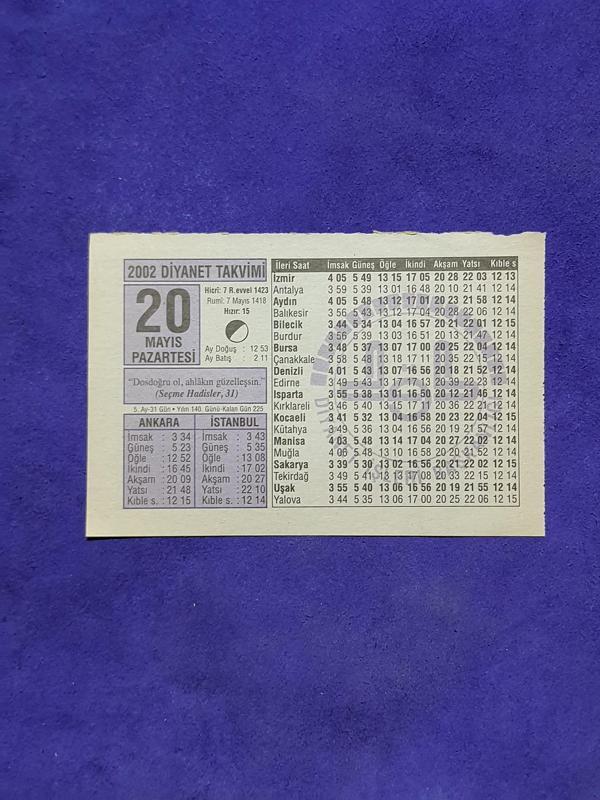 2002 DİYANET TAKVİMİ
20
MAYIS
PAZARTESİ
Hicrî: 7 R.evvel 1423
Rumî: 7 Mayıs 1418
Hızır: 15
Ay Doğuş : 12 53
Ay Batış : 2 11
"Dosdoğru ol, ahlâkın güzelleşsin."
(Seçme Hadisler, 31)
5. Ay-31 Gün • Yılın 140. Günü-Kalan Gün 225
ANKARA
İmsak : 3 34
Güneş : 5 23
Öğle : 12 52
İkindi : 16 45
Akşam : 20 09
Yatsı : 21 48
Kıble s. : 12 15
İSTANBUL
İmsak : 3 43
Güneş : 5 35
Öğle : 13 08
İkindi : 17 02
Akşam : 20 27
Yatsı : 22 10
Kıble s. : 12 14
İleri Saat İmsak Güneş Öğle İkindi Akşam Yatsı Kıble s
İzmir 4 05 5 49 13 15 17 05 20 28 22 03 12 13
Antalya 3 59 5 39 13 01 16 48 20 10 21 42 12 14
Aydın 4 05 5 48 13 12 17 01 20 23 21 58 12 14
Balıkesir 3 56 5 43 13 12 17 04 20 28 22 06 12 14
Bilecik 3 44 5 34 13 04 16 57 20 21 22 01 12 15
Burdur 3 56 5 39 13 03 16 51 20 13 21 47 12 14
Bursa 3 48 5 37 13 07 17 00 20 25 22 04 12 14
Çanakkale 3 58 5 48 13 18 17 11 20 35 22 15 12 14
Denizli 4 01 5 43 13 07 16 56 20 18 21 52 12 14
Edirne 3 49 5 43 13 17 17 13 20 39 22 23 12 14
Isparta 3 55 5 38 13 01 16 50 20 12 21 46 12 14
Kırklareli 3 46 5 40 13 15 17 11 20 36 22 21 12 14
Kocaeli 3 41 5 32 13 04 16 58 20 23 22 04 12 15
Kütahya 3 49 5 36 13 04 16 56 20 19 21 57 12 14
Manisa 4 03 5 48 13 14 17 04 20 27 22 02 12 14
Muğla 4 06 5 48 13 10 16 58 20 20 21 52 12 14
Sakarya 3 39 5 30 13 02 16 56 20 21 22 02 12 15
Tekirdağ 3 49 5 41 13 13 17 08 20 33 22 15 12 14
Uşak 3 55 5 40 13 06 16 56 20 19 21 55 12 14
Yalova 3 44 5 35 13 07 17 00 20 25 22 06 12 15